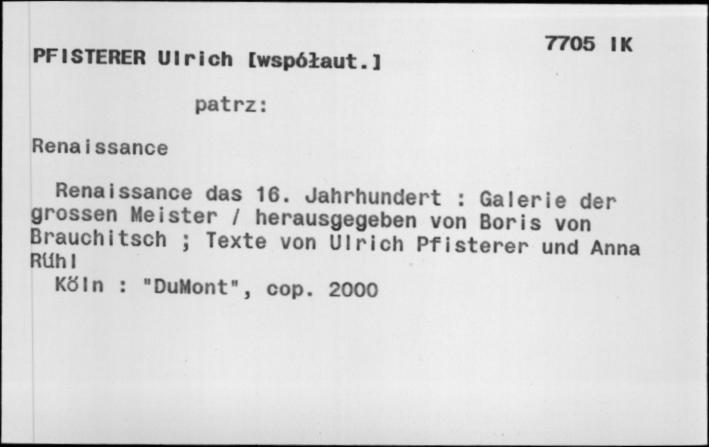 7705 IK
PFISTERER Ulrich [współaut.]
patrz:
Renaissance
Renaissance das 16. Jahrhundert : Galerie der
grossen Meister / herausgegeben von Boris von
Brauchitsch ; Texte von Ulrich Pfisterer und Anna
Rühl
Köln : "DuMont", cop. 2000